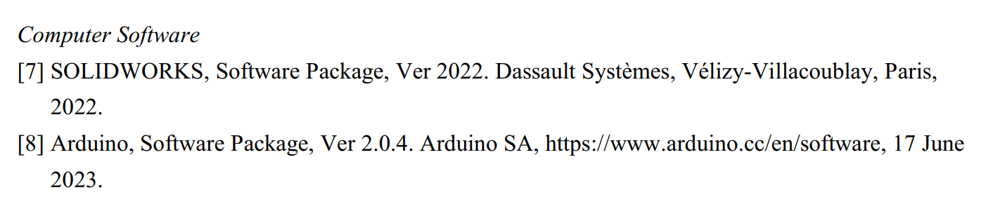 Computer Software
[7] SOLIDWORKS, Software Package, Ver 2022. Dassault Systèmes, Vélizy-Villacoublay, Paris,
2022.
[8] Arduino, Software Package, Ver 2.0.4. Arduino SA, https://www.arduino.cc/en/software, 17 June
2023.